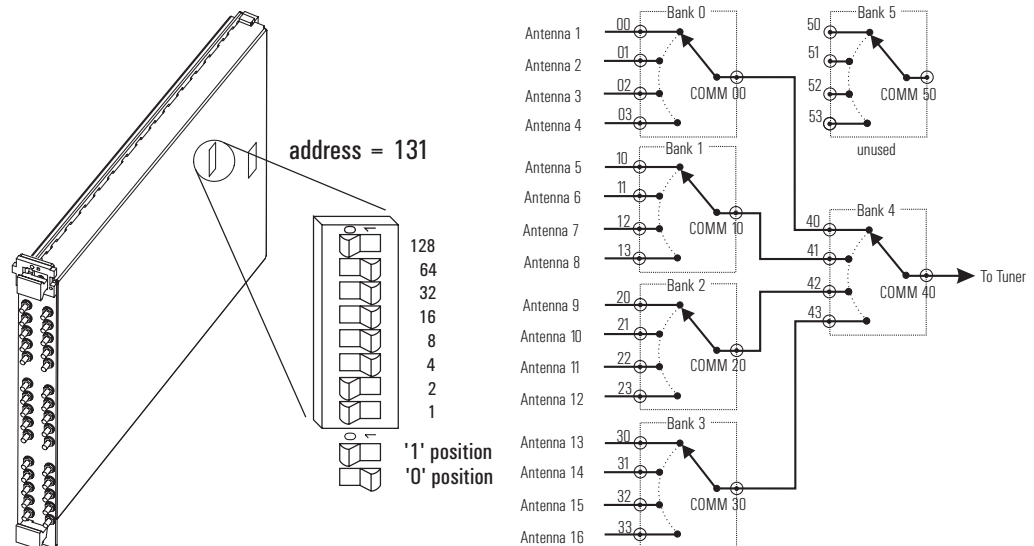 address = 131
0 1
128
64
32
16
8
4
2
1
0 1
'1' position
'0' position
Bank 0
Antenna 1 00
Antenna 2 01
Antenna 3 02
Antenna 4 03
COMM 00
Bank 5
50
51
52
53
COMM 50
unused
Bank 1
Antenna 5 10
Antenna 6 11
Antenna 7 12
Antenna 8 13
COMM 10
Bank 4
40
41
42
43
COMM 40
To Tuner
Bank 2
Antenna 9 20
Antenna 10 21
Antenna 11 22
Antenna 12 23
COMM 20
Bank 3
Antenna 13 30
Antenna 14 31
Antenna 15 32
Antenna 16 33
COMM 30